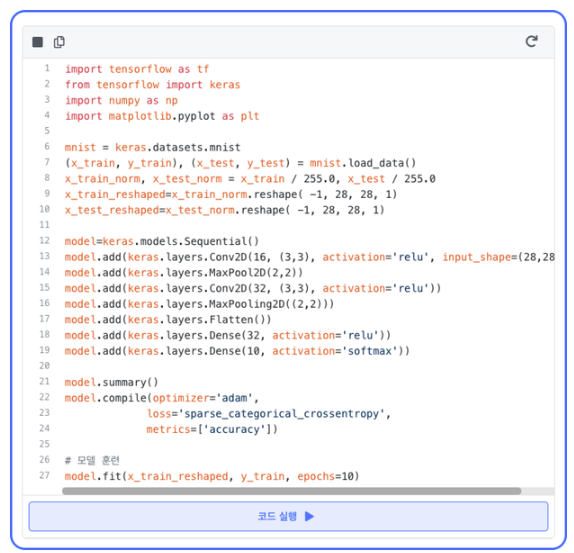 1 import tensorflow as tf
2 from tensorflow import keras
3 import numpy as np
4 import matplotlib.pyplot as plt
5
6 mnist = keras.datasets.mnist
7 (x_train, y_train), (x_test, y_test) = mnist.load_data()
8 x_train_norm, x_test_norm = x_train / 255.0, x_test / 255.0
9 x_train_reshaped=x_train_norm.reshape( -1, 28, 28, 1)
10 x_test_reshaped=x_test_norm.reshape( -1, 28, 28, 1)
11
12 model=keras.models.Sequential()
13 model.add(keras.layers.Conv2D(16, (3,3), activation='relu', input_shape=(28,28
14 model.add(keras.layers.MaxPool2D(2,2))
15 model.add(keras.layers.Conv2D(32, (3,3), activation='relu'))
16 model.add(keras.layers.MaxPooling2D((2,2)))
17 model.add(keras.layers.Flatten())
18 model.add(keras.layers.Dense(32, activation='relu'))
19 model.add(keras.layers.Dense(10, activation='softmax'))
20
21 model.summary()
22 model.compile(optimizer='adam',
23 loss='sparse_categorical_crossentropy',
24 metrics=['accuracy'])
25
26 # 모델 훈련
27 model.fit(x_train_reshaped, y_train, epochs=10)
코드 실행